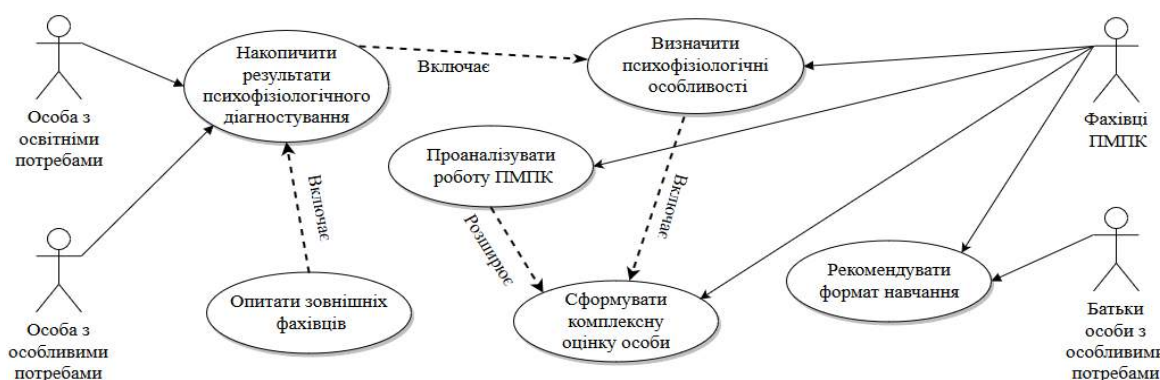 Особа з
освітніми
потребами
Накопичити
результати
психофізіологічного
діагностування
Включає
Визначити
психофізіологічні
особливості
Фахівці
ПМПК
Проаналізувати
роботу ПМПК
Включає
Включає
Розширює
Особа з
особливими
потребами
Опитати зовнішніх
фахівців
Сформувати
комплексну
оцінку особи
Рекомендувати
формат навчання
Батьки
особи з
особливими
потребами